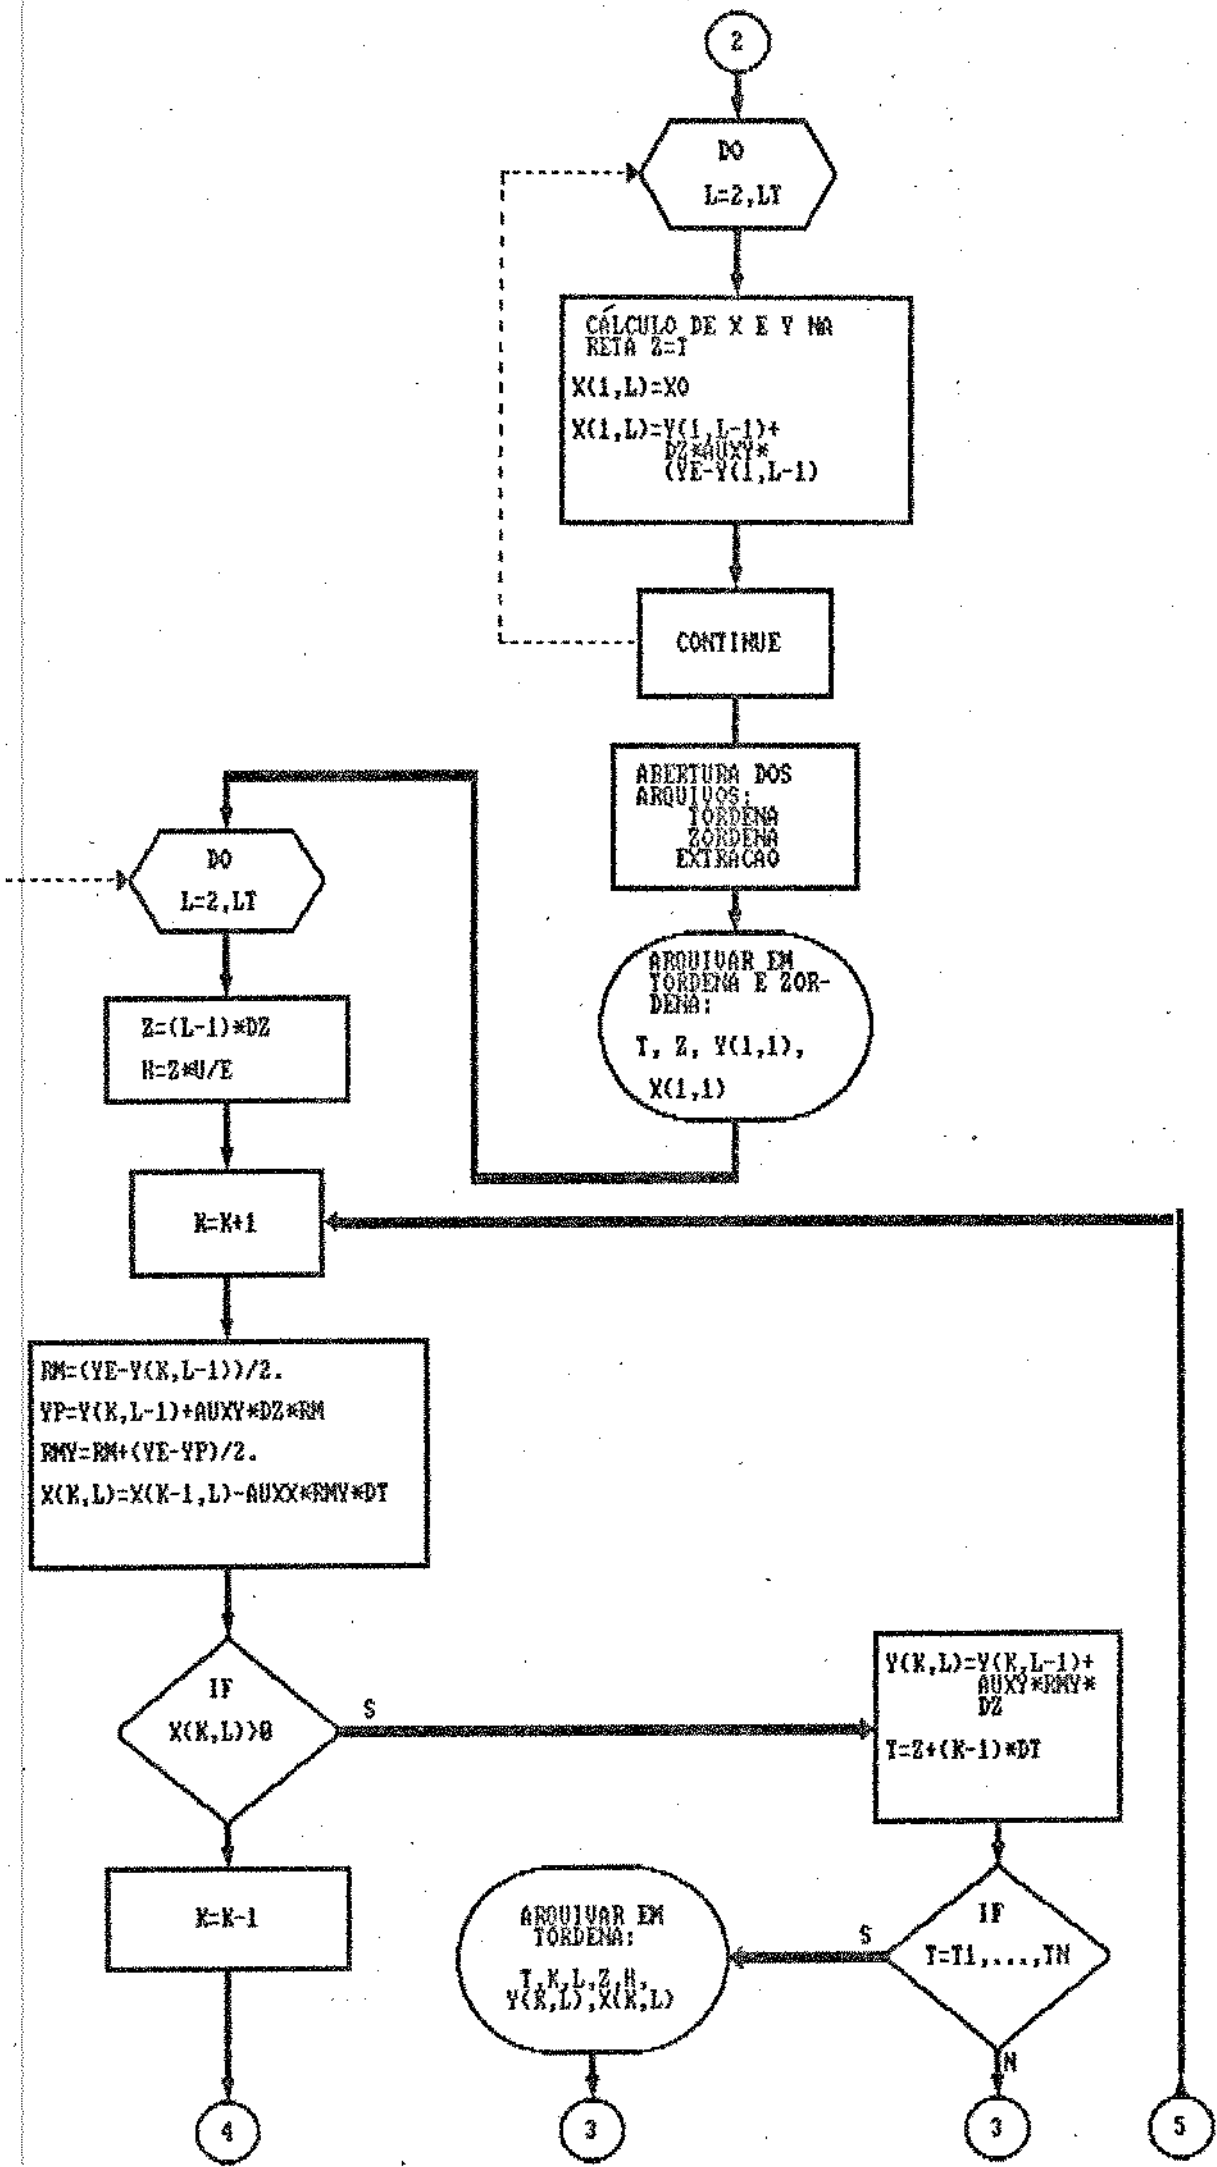 2
DO
L=2,LT
CÁLCULO DE X E Y NA
RETA Z=T
X(1,L)=X0
X(1,L)=Y(1,L-1)+
DZ*AUXY*
(YE-Y(1,L-1)
CONTINUE
ABERTURA DOS
ARQUIVOS:
TORDENA
ZORDENA
EXTRACAO
ARQUIVAR EM
TORDENA E ZOR-
DENA:
T, Z, Y(1,1),
X(1,1)
DO
L=2,LT
Z=(L-1)*DZ
H=Z*U/E
K=K+1
RM=(YE-Y(K,L-1))/2.
YP=Y(K,L-1)+AUXY*DZ*RM
RMY=RM+(YE-YP)/2.
X(K,L)=X(K-1,L)-AUXX*RMY*DT
IF
X(K,L)>0
S
Y(K,L)=Y(K,L-1)+
AUXY*RMY*
DZ
T=Z+(K-1)*DT
K=K-1
ARQUIVAR EM
TORDENA:
T,K,L,Z,H,
Y(K,L),X(K,L)
S
IF
T=T1,...,TN
N
4
3
3
5